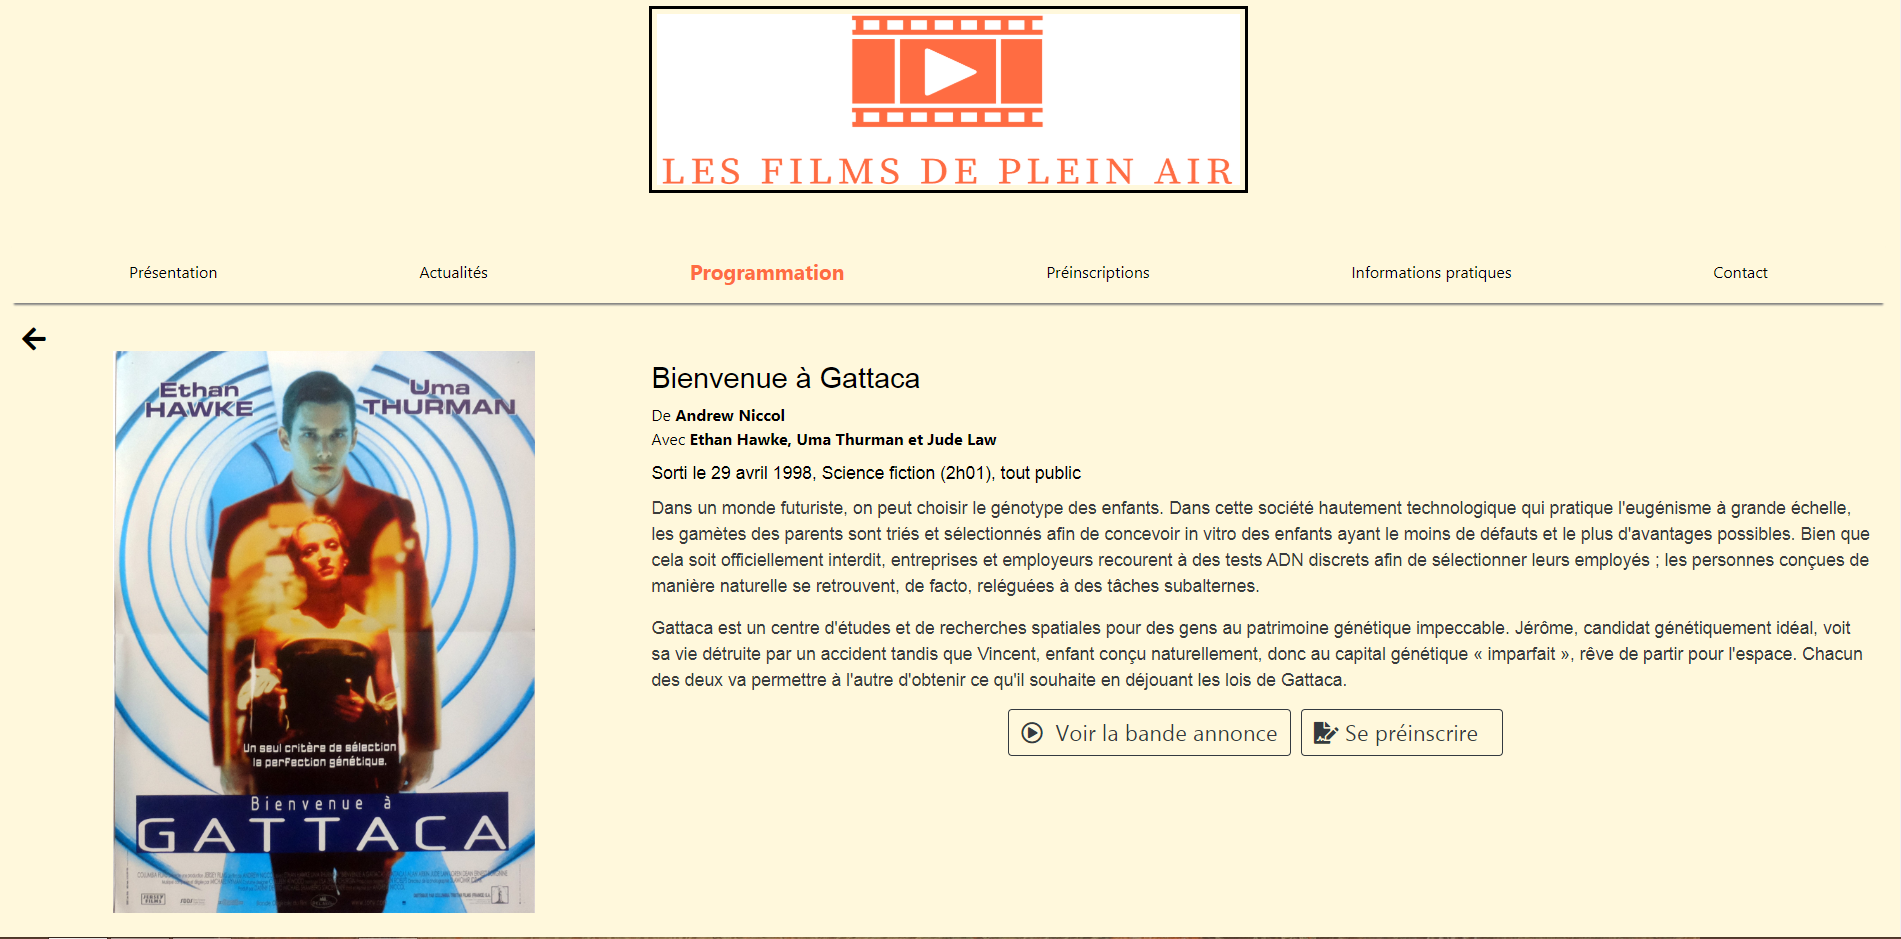 LES FILMS DE PLEIN AIR
Présentation
Actualités
Programmation
Préinscriptions
Informations pratiques
Contact
Ethan HAWKE
Uma THURMAN
Un seul critère de sélection
la perfection génétique.
Bienvenue à
GATTACA
Bienvenue à Gattaca
De Andrew Niccol
Avec Ethan Hawke, Uma Thurman et Jude Law
Sorti le 29 avril 1998, Science fiction (2h01), tout public
Dans un monde futuriste, on peut choisir le génotype des enfants. Dans cette société hautement technologique qui pratique l'eugénisme à grande échelle,
les gamètes des parents sont triés et sélectionnés afin de concevoir in vitro des enfants ayant le moins de défauts et le plus d'avantages possibles. Bien que
cela soit officiellement interdit, entreprises et employeurs recourent à des tests ADN discrets afin de sélectionner leurs employés ; les personnes conçues de
manière naturelle se retrouvent, de facto, reléguées à des tâches subalternes.
Gattaca est un centre d'études et de recherches spatiales pour des gens au patrimoine génétique impeccable. Jérôme, candidat génétiquement idéal, voit
sa vie détruite par un accident tandis que Vincent, enfant conçu naturellement, donc au capital génétique « imparfait », rêve de partir pour l'espace. Chacun
des deux va permettre à l'autre d'obtenir ce qu'il souhaite en déjouant les lois de Gattaca.
Voir la bande annonce
Se préinscrire